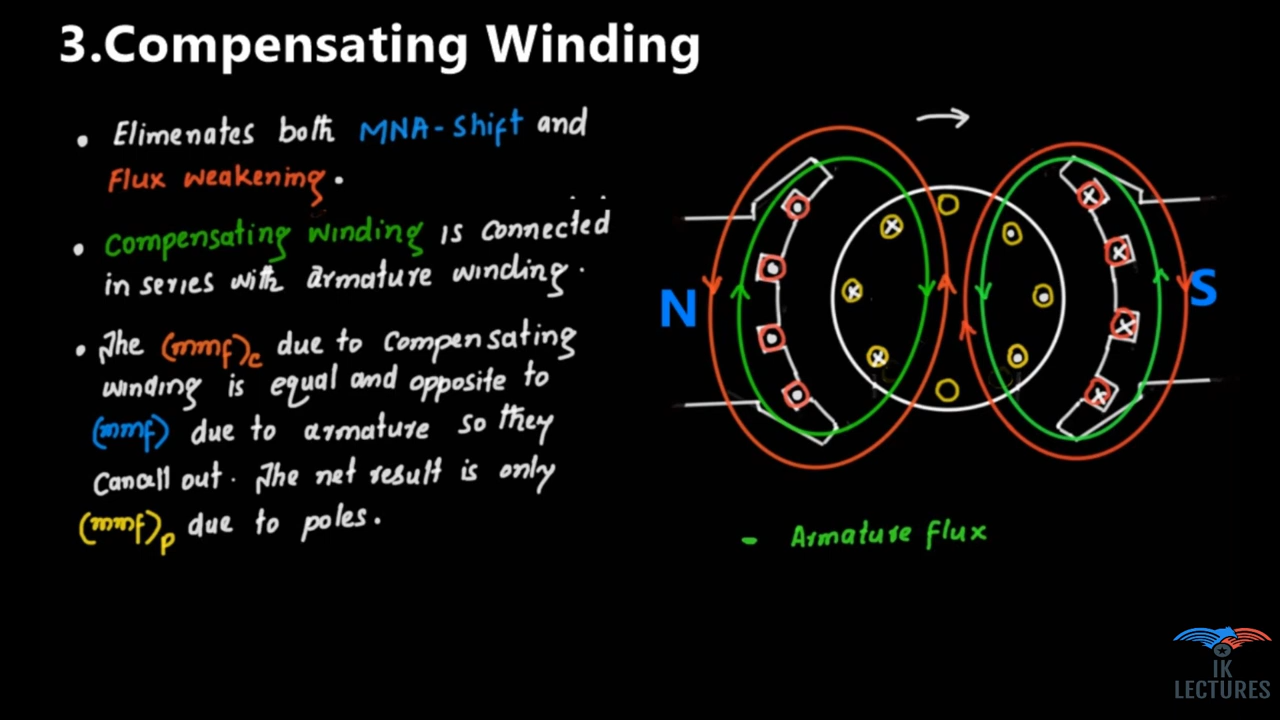 3.Compensating Winding
• Elimenates both MNA-Shift and
Flux weakening.
• Compensating Winding is connected
in series with armature winding.
• The (mmf)c due to compensating
winding is equal and opposite to
(mmf) due to armature so they
Cancell out. The net result is only
(mmf)p due to poles.
N
S
- Armature flux
IK
LECTURES